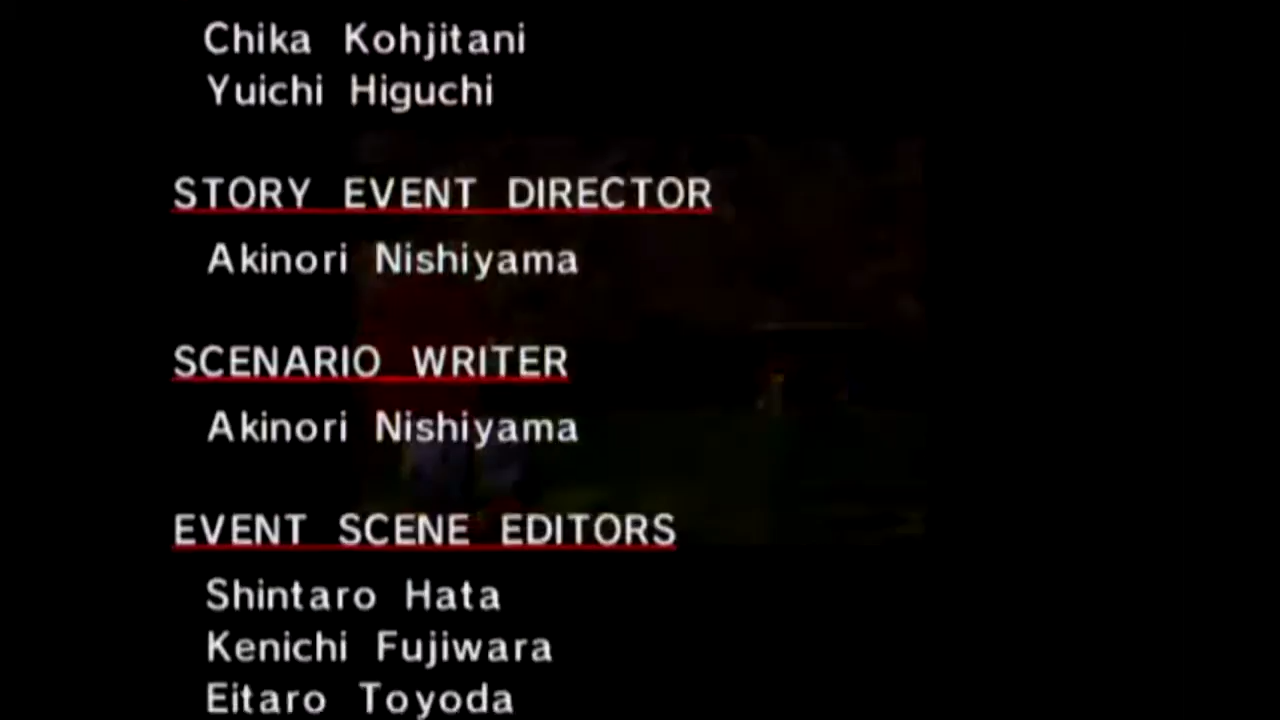 Chika Kohjitani
Yuichi Higuchi
STORY EVENT DIRECTOR
Akinori Nishiyama
SCENARIO WRITER
Akinori Nishiyama
EVENT SCENE EDITORS
Shintaro Hata
Kenichi Fujiwara
Eitaro Toyoda